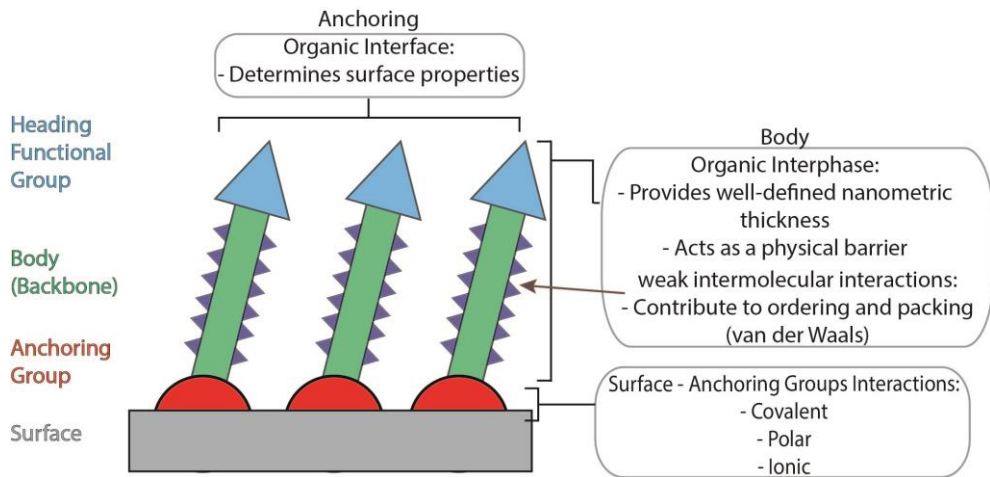 Anchoring
Organic Interface:
- Determines surface properties
Heading
Functional
Group
Body
(Backbone)
Anchoring
Group
Surface
Body
Organic Interphase:
- Provides well-defined nanometric
thickness
- Acts as a physical barrier
weak intermolecular interactions:
- Contribute to ordering and packing
(van der Waals)
Surface - Anchoring Groups Interactions:
- Covalent
- Polar
- Ionic